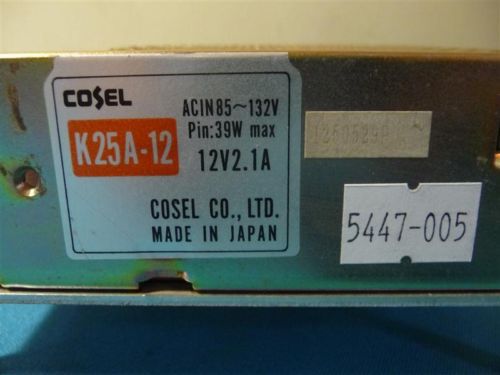 COSEL
K25A-12
ACIN85~132V
Pin:39W max
12V2.1A
COSEL CO., LTD.
MADE IN JAPAN
5447-005